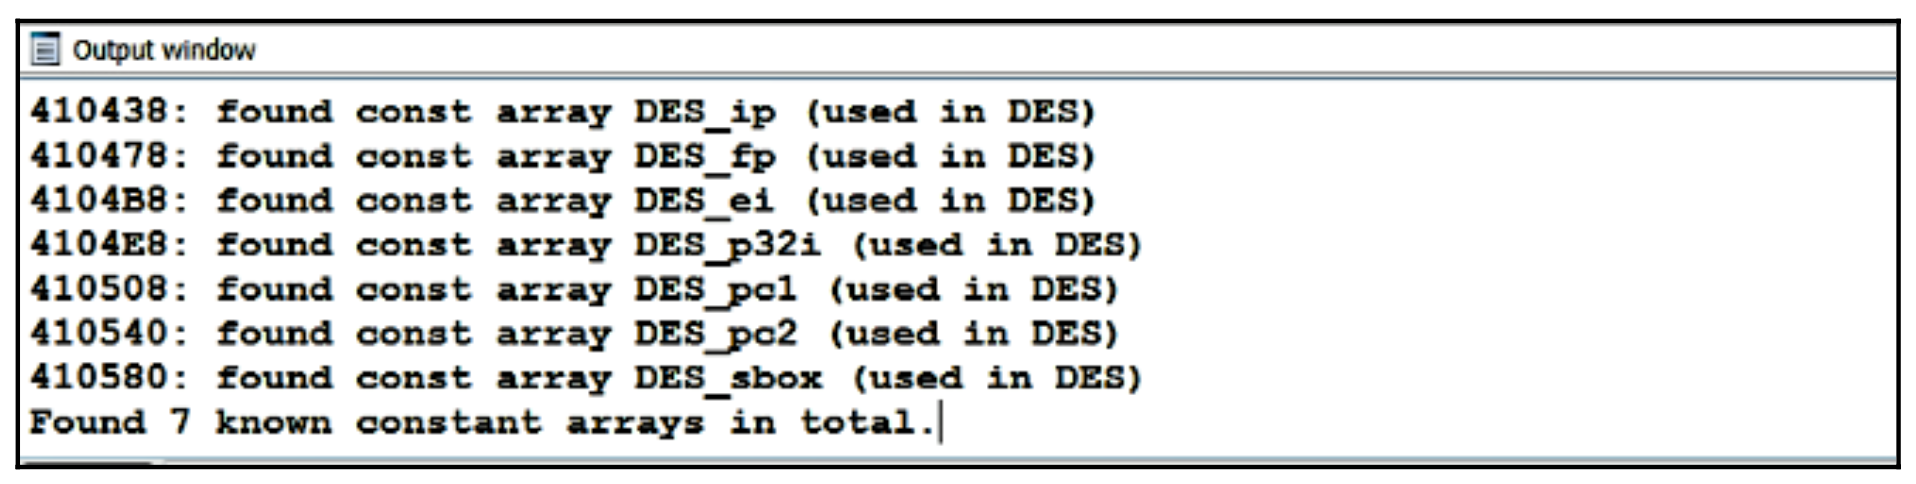 Output window
410438: found const array DES_ip (used in DES)
410478: found const array DES_fp (used in DES)
4104B8: found const array DES_ei (used in DES)
4104E8: found const array DES_p32i (used in DES)
410508: found const array DES_pc1 (used in DES)
410540: found const array DES_pc2 (used in DES)
410580: found const array DES_sbox (used in DES)
Found 7 known constant arrays in total.